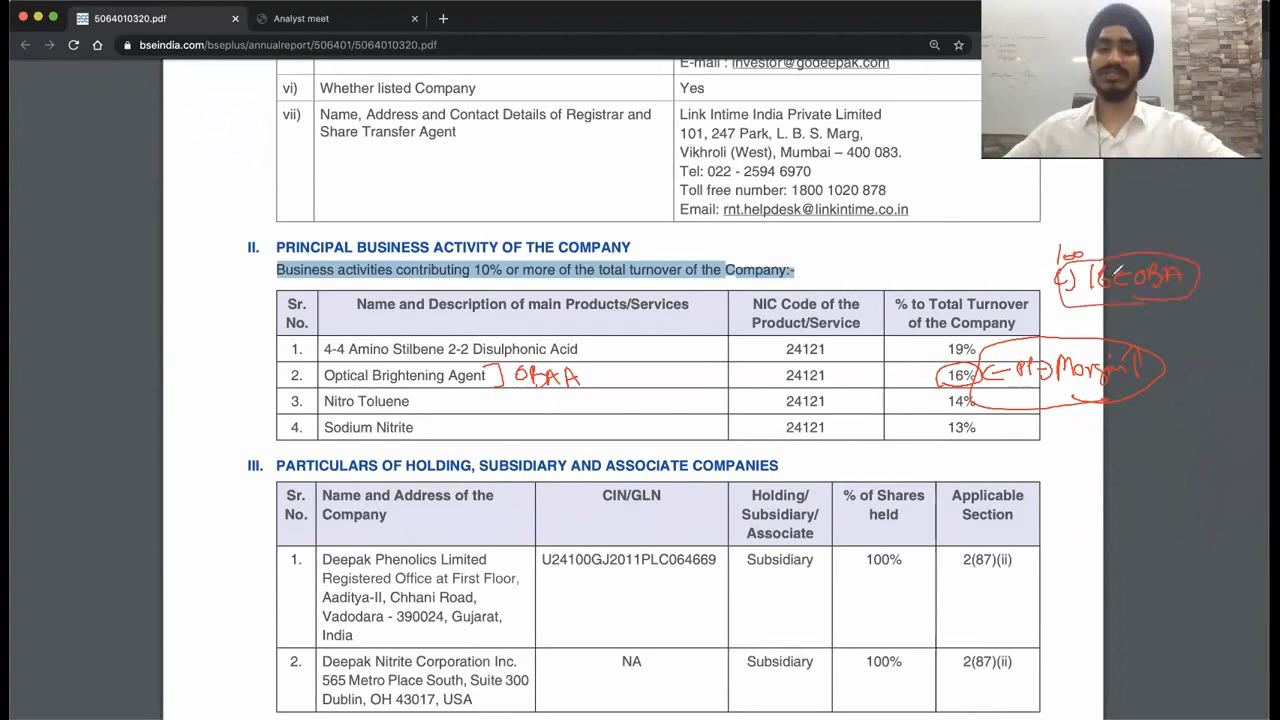 5064010320.pdf
Analyst meet
bseindia.com/bseplus/annualreport/506401/5064010320.pdf
E-mail : investor@godeepak.com
vi) Whether listed Company Yes
vii) Name, Address and Contact Details of Registrar and Share Transfer Agent
Link Intime India Private Limited
101, 247 Park, L. B. S. Marg,
Vikhroli (West), Mumbai – 400 083.
Tel: 022 - 2594 6970
Toll free number: 1800 1020 878
Email: rnt.helpdesk@linkintime.co.in
II. PRINCIPAL BUSINESS ACTIVITY OF THE COMPANY
Business activities contributing 10% or more of the total turnover of the Company:-
100
OBA
Sr. No. Name and Description of main Products/Services NIC Code of the Product/Service % to Total Turnover of the Company
1. 4-4 Amino Stilbene 2-2 Disulphonic Acid 24121 19%
2. Optical Brightening Agent OBAA 24121 16% Margin
3. Nitro Toluene 24121 14%
4. Sodium Nitrite 24121 13%
III. PARTICULARS OF HOLDING, SUBSIDIARY AND ASSOCIATE COMPANIES
Sr. No. Name and Address of the Company CIN/GLN Holding/ Subsidiary/ Associate % of Shares held Applicable Section
1. Deepak Phenolics Limited U24100GJ2011PLC064669 Subsidiary 100% 2(87)(ii)
Registered Office at First Floor,
Aaditya-II, Chhani Road,
Vadodara - 390024, Gujarat,
India
2. Deepak Nitrite Corporation Inc. NA Subsidiary 100% 2(87)(ii)
565 Metro Place South, Suite 300
Dublin, OH 43017, USA